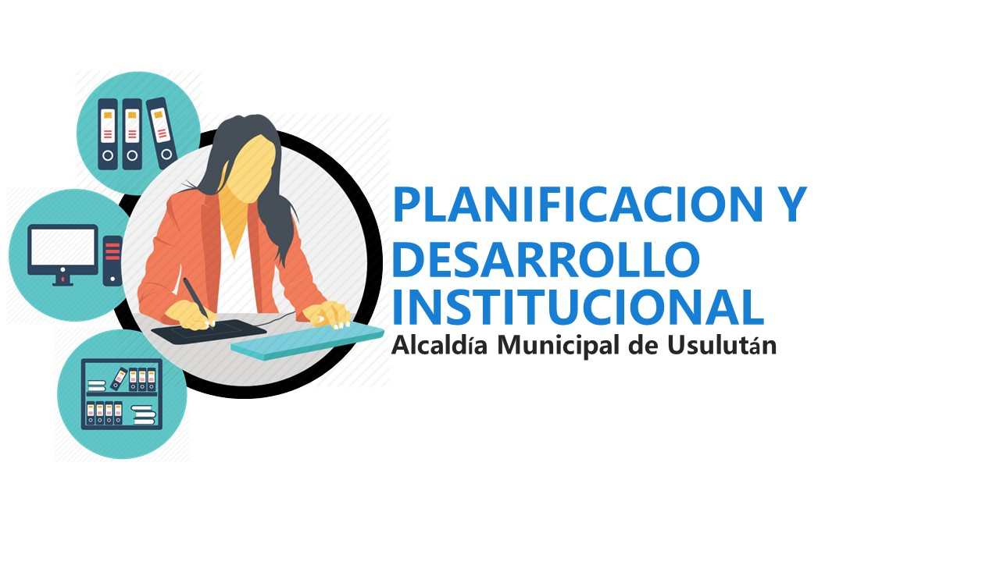 PLANIFICACION Y
DESARROLLO
INSTITUCIONAL
Alcaldía Municipal de Usulután